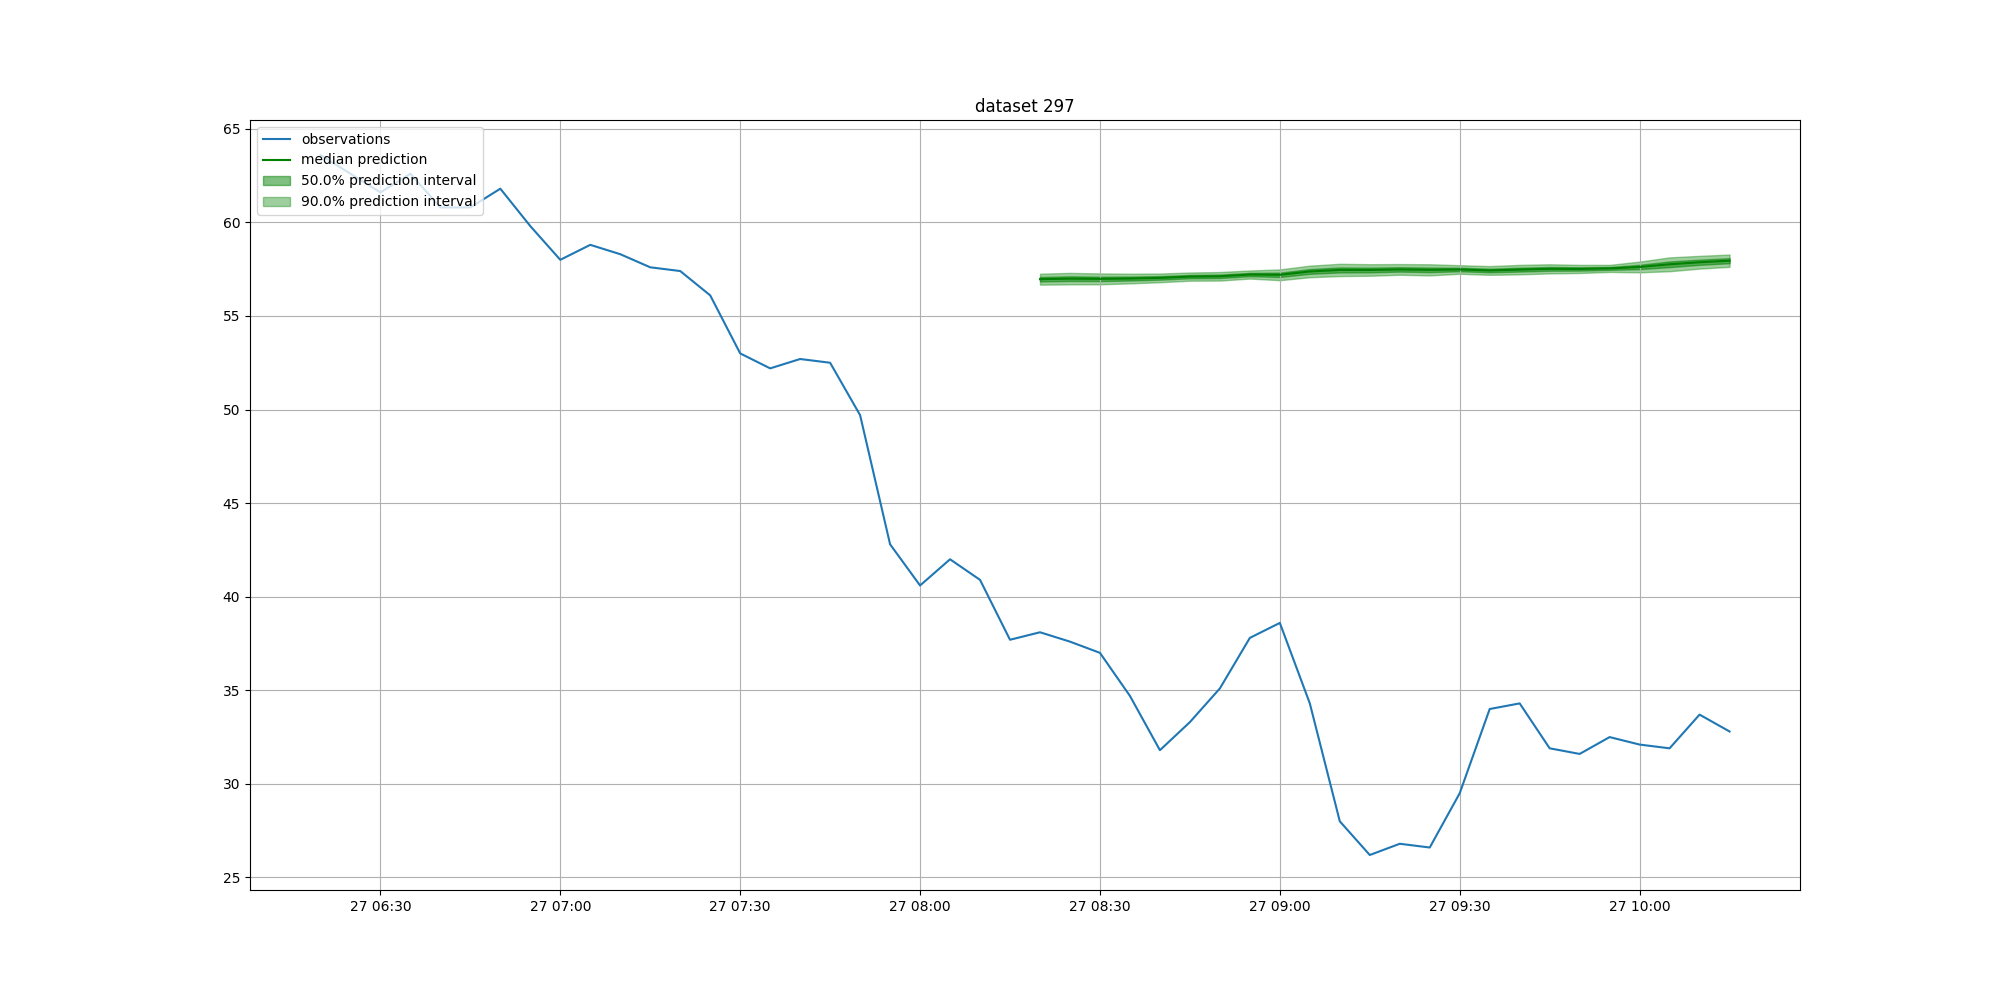 dataset 297
65
observations
median prediction
50.0% prediction interval
90.0% prediction interval
60
55
50
45
40
35
30
25
27 06:30 27 07:00 27 07:30 27 08:00 27 08:30 27 09:00 27 09:30 27 10:00